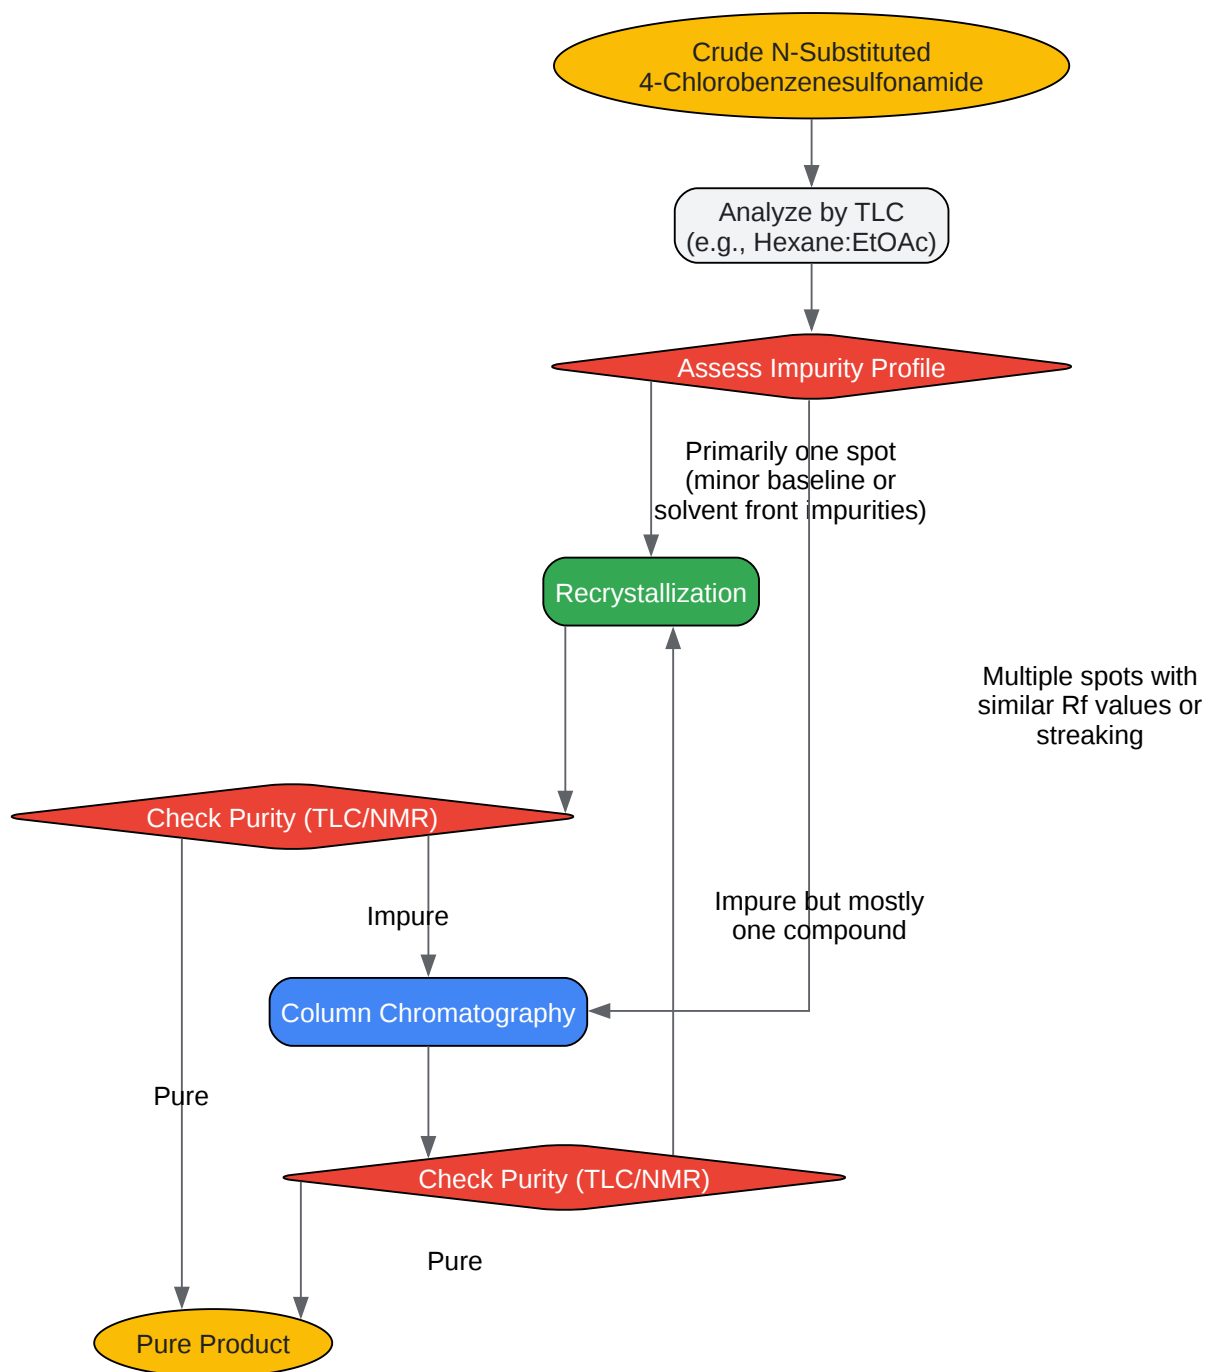 Crude N-Substituted
4-Chlorobenzenesulfonamide
Analyze by TLC
(e.g., Hexane:EtOAc)
Assess Impurity Profile
Primarily one spot
(minor baseline or
solvent front impurities)
Recrystallization
Multiple spots with
similar Rf values or
streaking
Check Purity (TLC/NMR)
Impure
Impure but mostly
one compound
Column Chromatography
Pure
Check Purity (TLC/NMR)
Pure
Pure Product